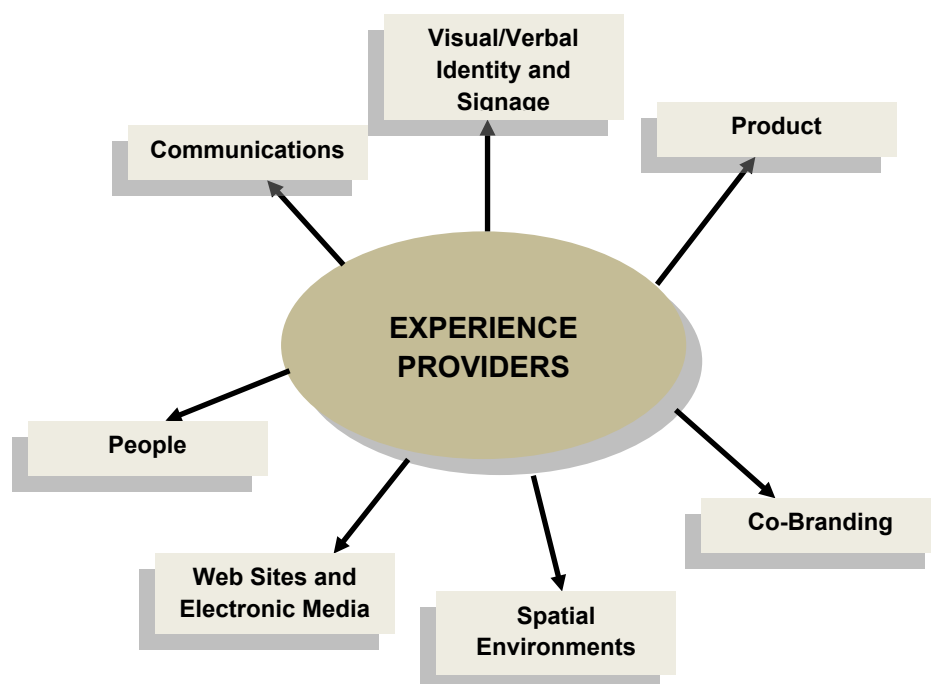 Visual/Verbal
Identity and
Signage
Product
Communications
EXPERIENCE
PROVIDERS
People
Co-Branding
Web Sites and
Electronic Media
Spatial
Environments